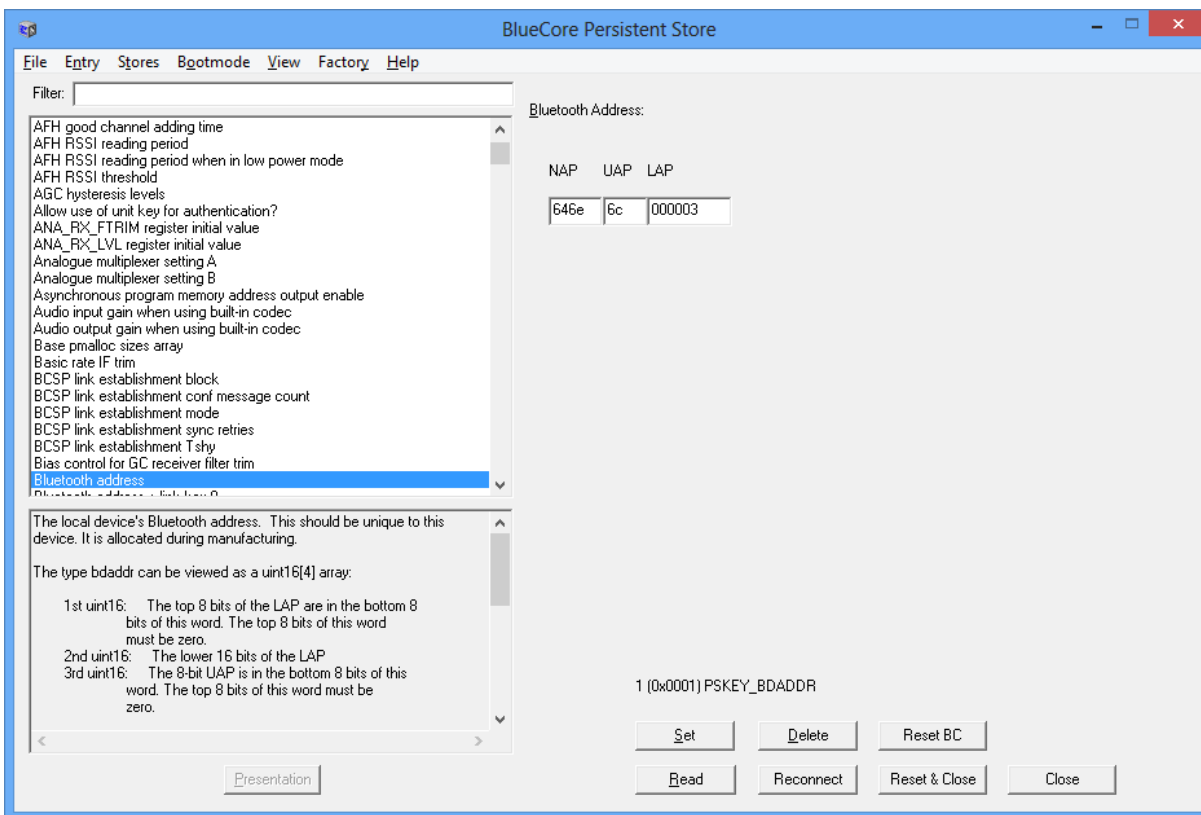 BlueCore Persistent Store
File Entry Stores Bootmode View Factory Help
Filter:
AFH good channel adding time
AFH RSSI reading period
AFH RSSI reading period when in low power mode
AFH RSSI threshold
AGC hysteresis levels
Allow use of unit key for authentication?
ANA_RX_FTRIM register initial value
ANA_RX_LVL register initial value
Analogue multiplexer setting A
Analogue multiplexer setting B
Asynchronous program memory address output enable
Audio input gain when using built-in codec
Audio output gain when using built-in codec
Base pmalloc sizes array
Basic rate IF trim
BCSP link establishment block
BCSP link establishment conf message count
BCSP link establishment mode
BCSP link establishment sync retries
BCSP link establishment Tshy
Bias control for GC receiver filter trim
Bluetooth address
The local device's Bluetooth address. This should be unique to this
device. It is allocated during manufacturing.
The type bdaddr can be viewed as a uint16[4] array:
1st uint16: The top 8 bits of the LAP are in the bottom 8
bits of this word. The top 8 bits of this word
must be zero.
2nd uint16: The lower 16 bits of the LAP
3rd uint16: The 8-bit UAP is in the bottom 8 bits of this
word. The top 8 bits of this word must be
zero.
Presentation
Bluetooth Address:
NAP UAP LAP
646e 6c 000003
1 (0x0001) PSKEY_BDADDR
Set Delete Reset BC
Read Reconnect Reset & Close Close